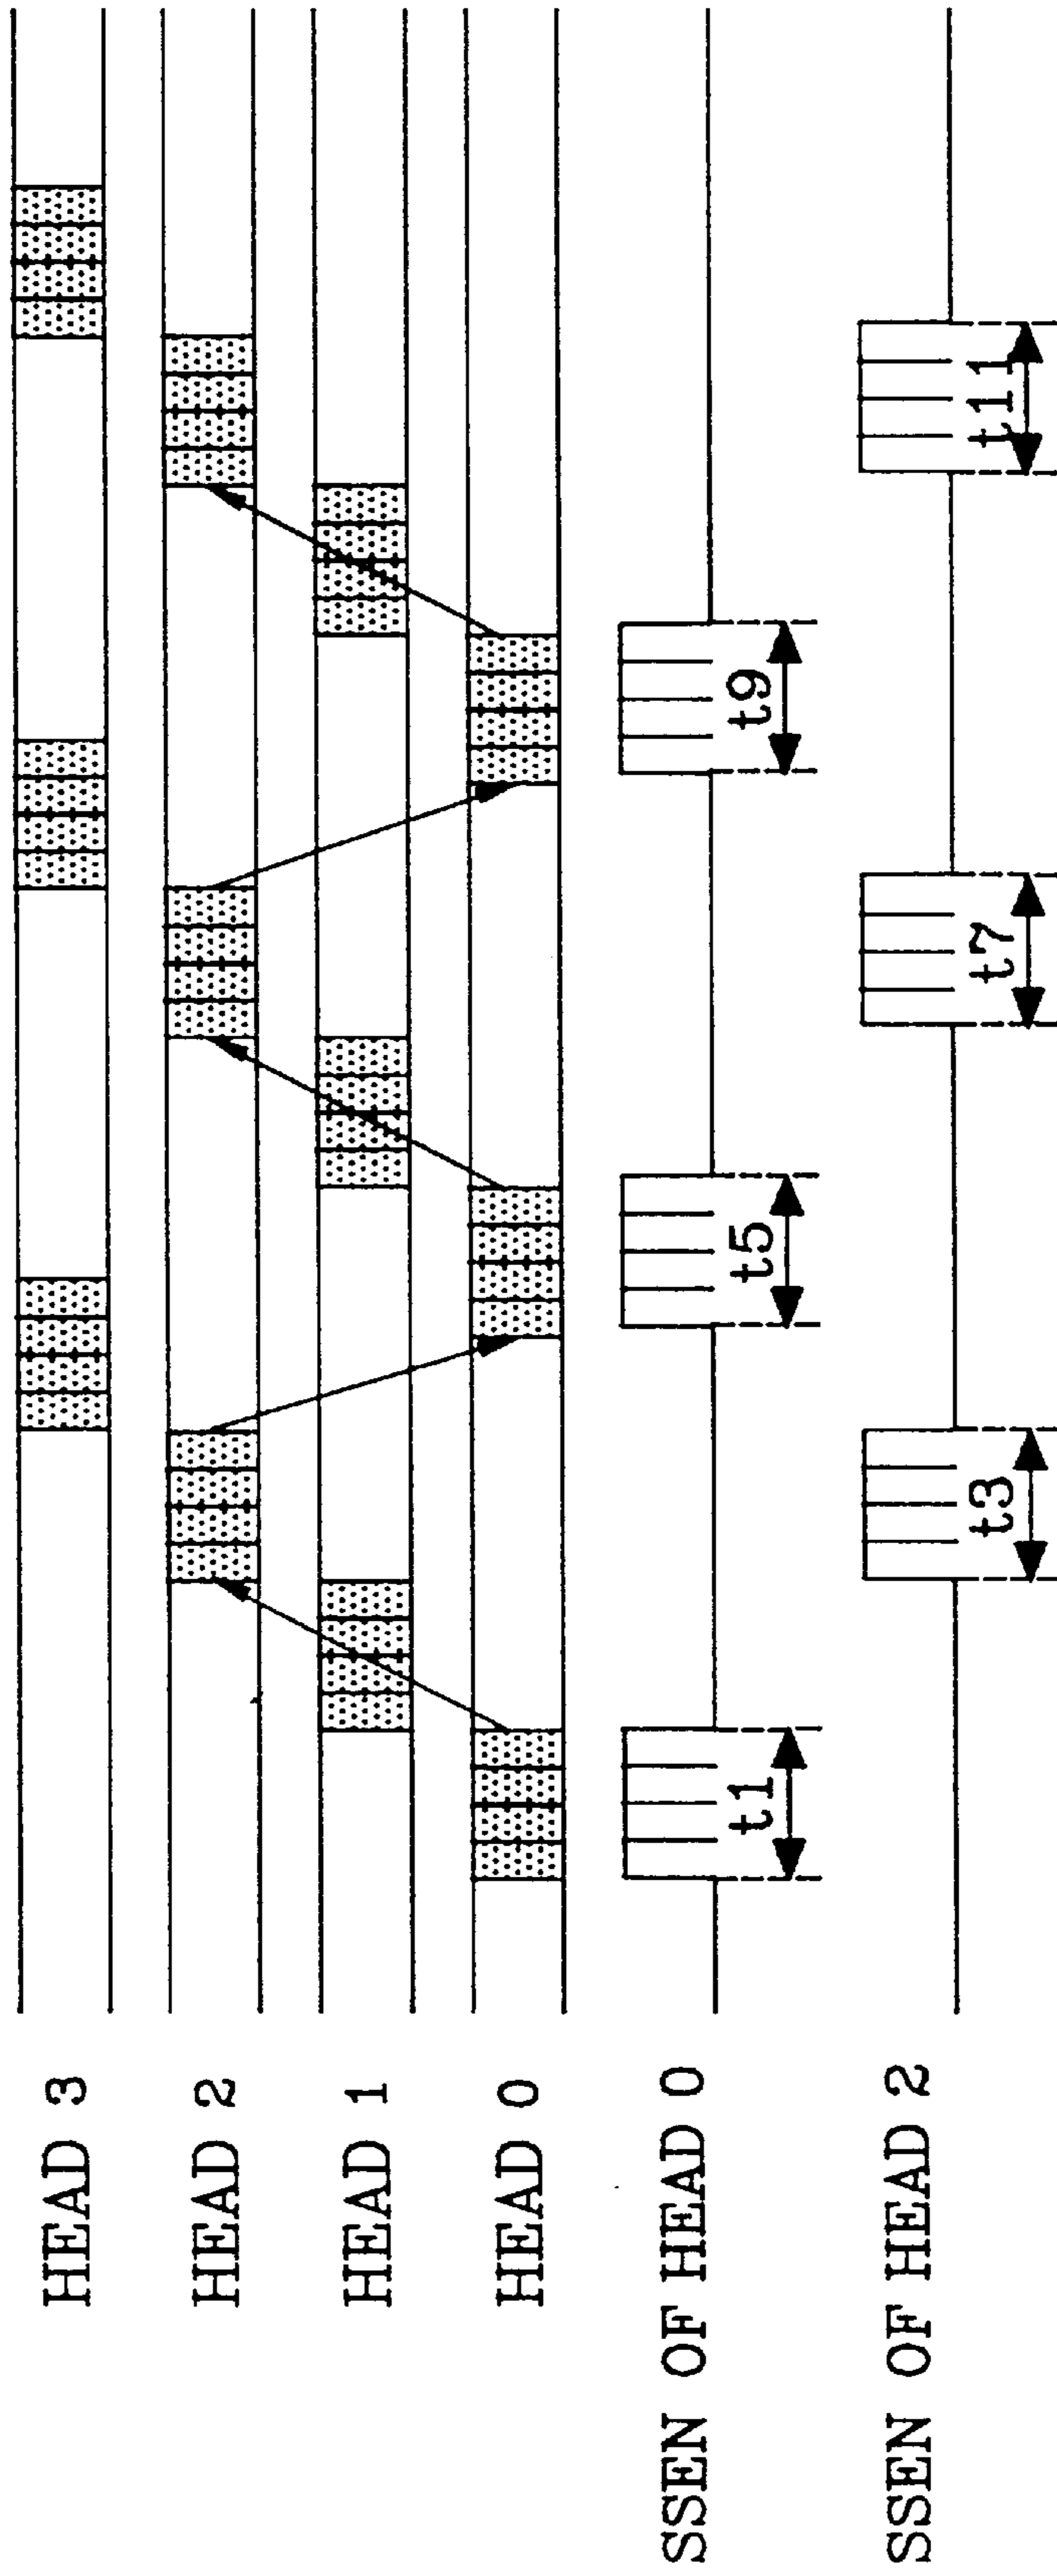 HEAD 3
HEAD 2
HEAD 1
HEAD 0
SSEN OF HEAD 0
t1
t5
t9
SSEN OF HEAD 2
t3
t7
t11